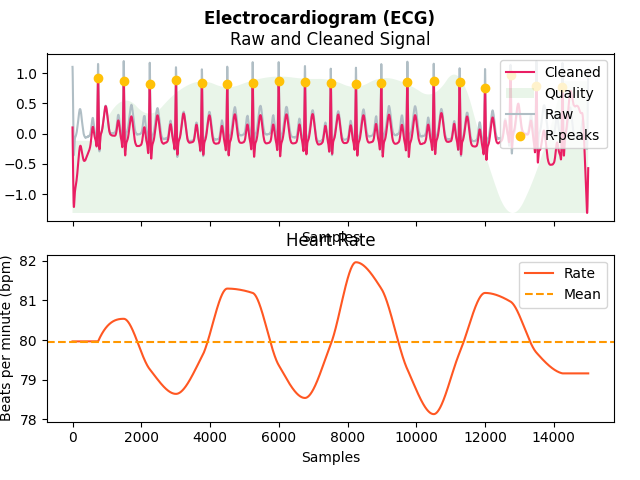 Electrocardiogram (ECG)
Raw and Cleaned Signal
1.0
0.5
0.0
−0.5
−1.0
Cleaned
Quality
Raw
R-peaks
Samples
Heart Rate
82
81
80
79
78
Beats per minute (bpm)
Rate
Mean
0 2000 4000 6000 8000 10000 12000 14000
Samples